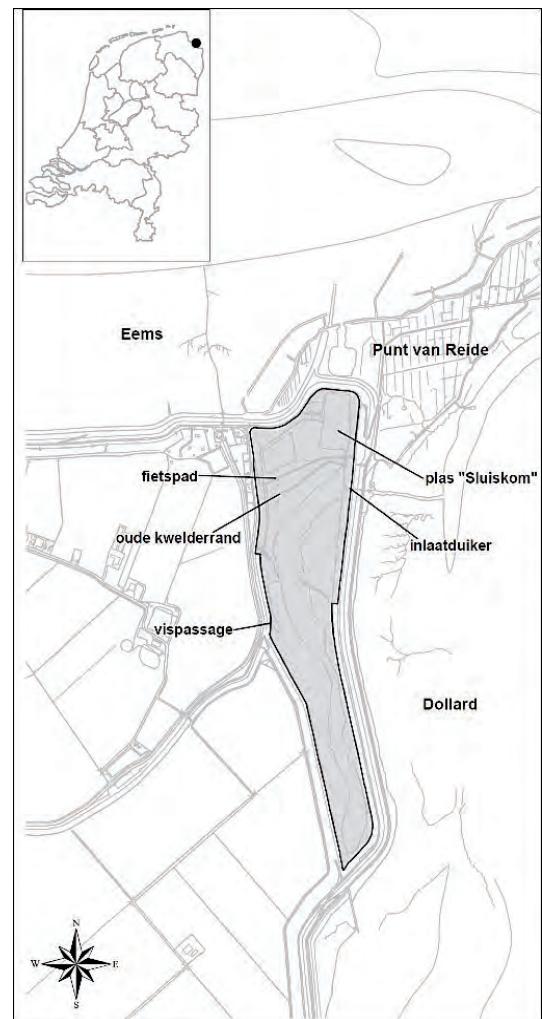 Eems
Punt van Reide
fietspad
plas "Sluiskom"
oude kwelderrand
inlaatduiker
vispassage
Dollard
N
W E
S